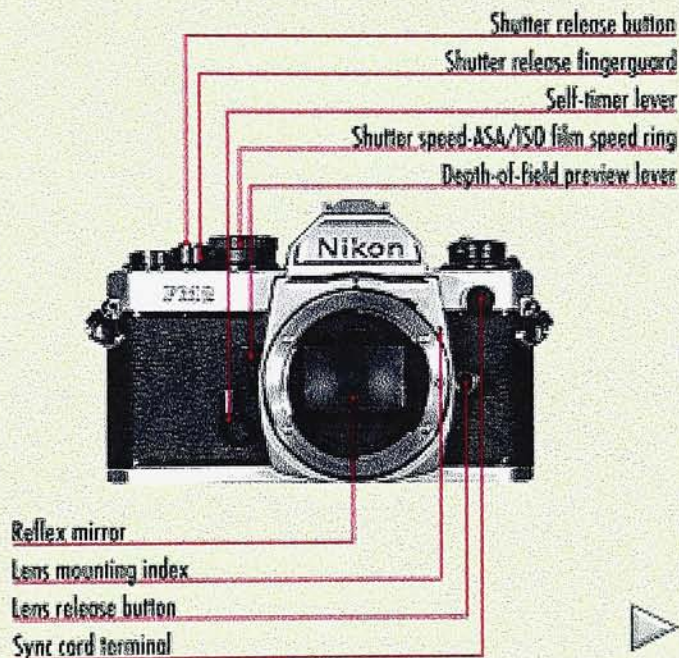 Shutter release button
Shutter release fingerguard
Self-timer lever
Shutter speed-ASA/ISO film speed ring
Depth-of-field preview lever
Nikon
FM2
Reflex mirror
Lens mounting index
Lens release button
Sync cord terminal